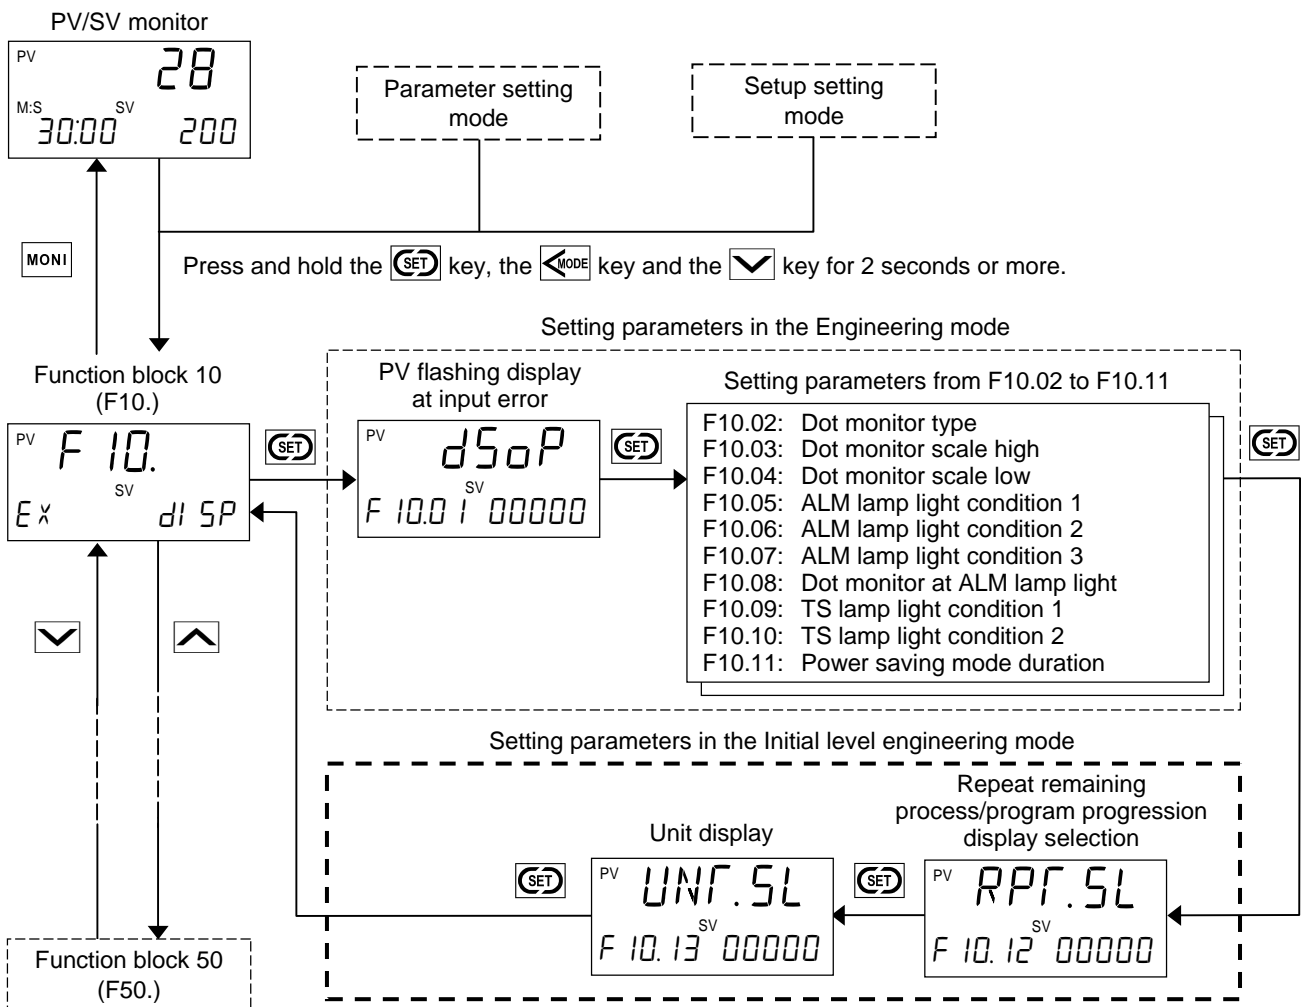 PV/SV monitor
PV
28
M:S
SV
30:00
200
Parameter setting
mode
Setup setting
mode
MONI
Press and hold the SET key, the MODE key and the key for 2 seconds or more.
Setting parameters in the Engineering mode
Function block 10
(F10.)
PV
F 10.
SV
EX
dI SP
SET
PV flashing display
at input error
PV
dSoP
SV
F 10.01 00000
SET
Setting parameters from F10.02 to F10.11
F10.02: Dot monitor type
F10.03: Dot monitor scale high
F10.04: Dot monitor scale low
F10.05: ALM lamp light condition 1
F10.06: ALM lamp light condition 2
F10.07: ALM lamp light condition 3
F10.08: Dot monitor at ALM lamp light
F10.09: TS lamp light condition 1
F10.10: TS lamp light condition 2
F10.11: Power saving mode duration
SET
Setting parameters in the Initial level engineering mode
Repeat remaining
process/program progression
display selection
PV
RPT.SL
SV
F 10.12 00000
SET
Unit display
PV
UNT.SL
SV
F 10.13 00000
SET
Function block 50
(F50.)